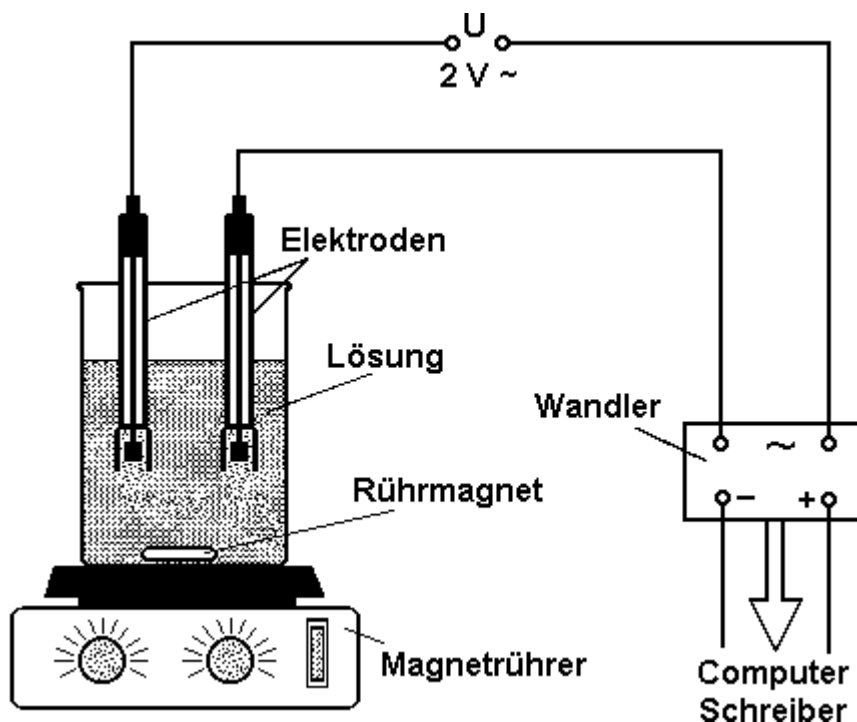 U
2 V ~
Elektroden
Lösung
Wandler
~
− +
Rührmagnet
Magnetrührer
Computer
Schreiber